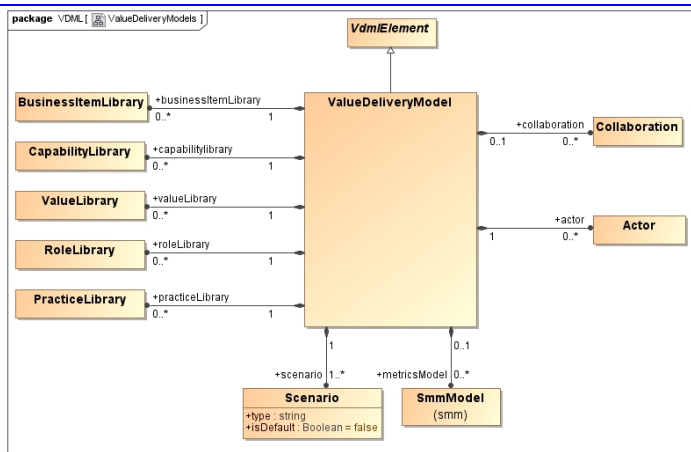 package VDML [ ValueDeliveryModels ]
VdmlElement
ValueDeliveryModel
BusinessItemLibrary
+businessItemLibrary
0..*
1
CapabilityLibrary
+capabilitylibrary
0..*
1
ValueLibrary
+valueLibrary
0..*
1
RoleLibrary
+roleLibrary
0..*
1
PracticeLibrary
+practiceLibrary
0..*
1
+collaboration
Collaboration
0..1
0..*
+actor
Actor
1
0..*
1
+scenario
1..*
Scenario
+type : string
+isDefault : Boolean = false
0..1
+metricsModel
0..*
SmmModel
(smm)